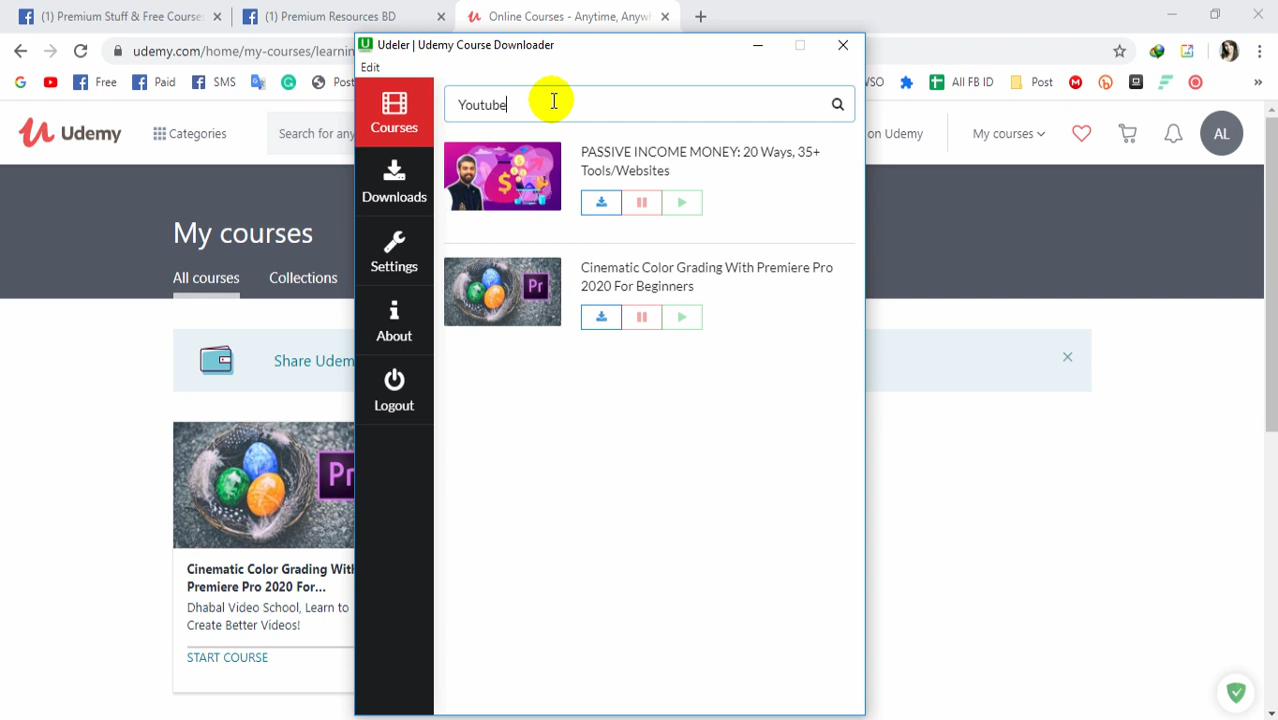 (1) Premium Stuff & Free Courses
(1) Premium Resources BD
Online Courses - Anytime, Anywh
udemy.com/home/my-courses/learnin
Free
Paid
SMS
All FB ID
Post
Udeler | Udemy Course Downloader
Edit
Courses
Downloads
Settings
About
Logout
Youtube
PASSIVE INCOME MONEY: 20 Ways, 35+
Tools/Websites
Cinematic Color Grading With Premiere Pro
2020 For Beginners
Pr
Udemy
Categories
Search for any
on Udemy
My courses
AL
My courses
All courses
Collections
Share Udem
Cinematic Color Grading With
Premiere Pro 2020 For...
Dhabal Video School, Learn to
Create Better Videos!
START COURSE